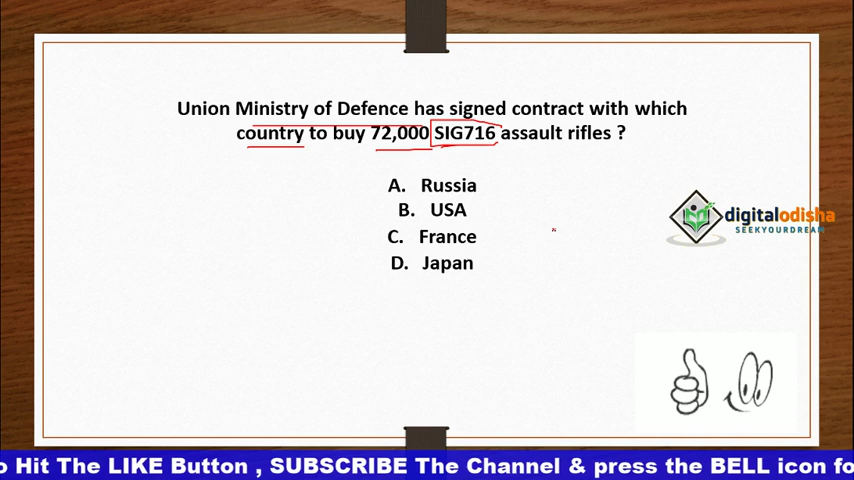 Union Ministry of Defence has signed contract with which
country to buy 72,000 SIG716 assault rifles ?
A. Russia
B. USA
C. France
D. Japan
digitalodisha
SEEKYOURDREAM
o Hit The LIKE Button , SUBSCRIBE The Channel & press the BELL icon fo